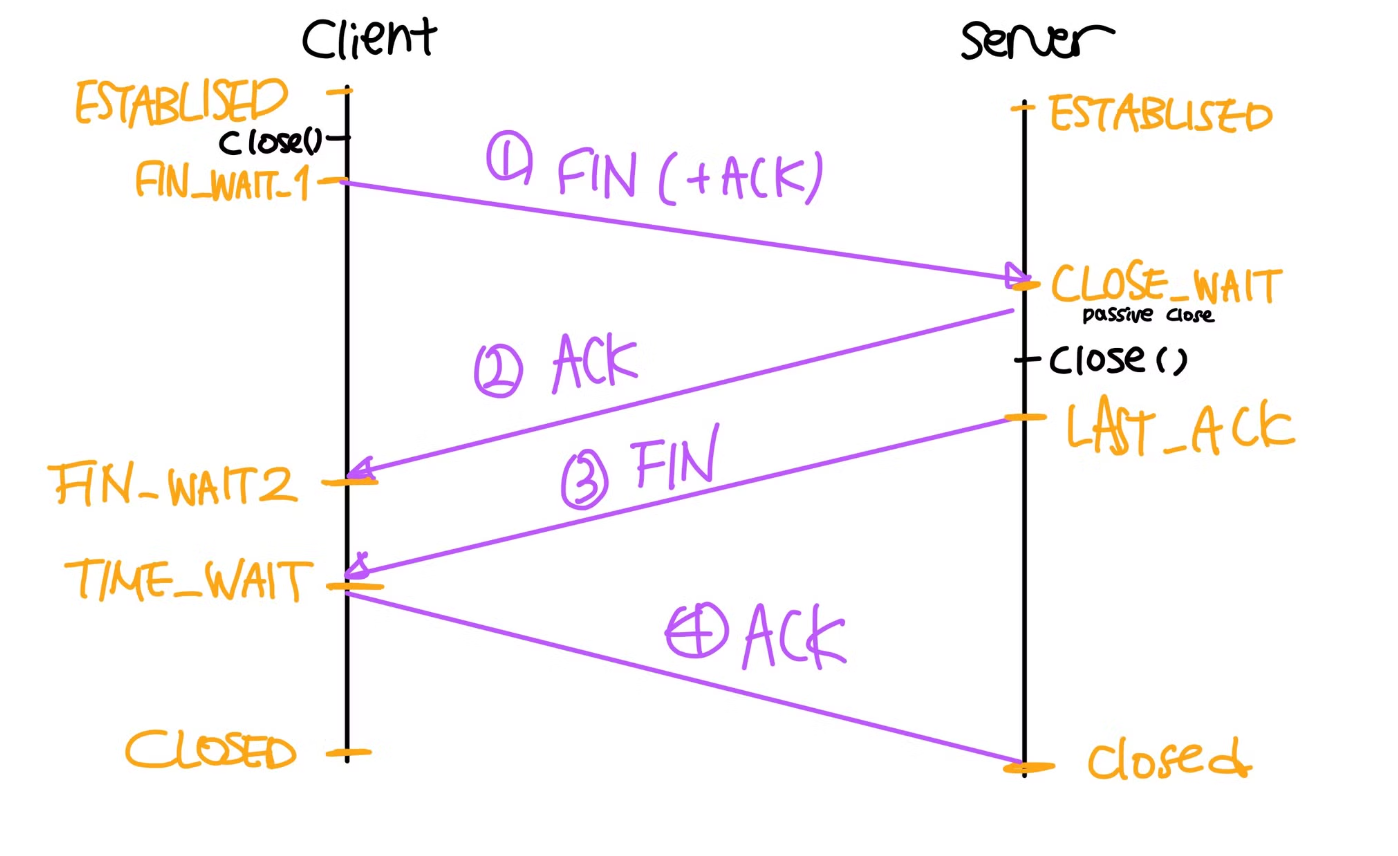 Client
Server
ESTABLISED
ESTABLISED
close()
FIN_WAIT_1
① FIN (+ACK)
CLOSE_WAIT
passive close
② ACK
close()
LAST_ACK
③ FIN
FIN_WAIT2
TIME_WAIT
④ ACK
CLOSED
closed